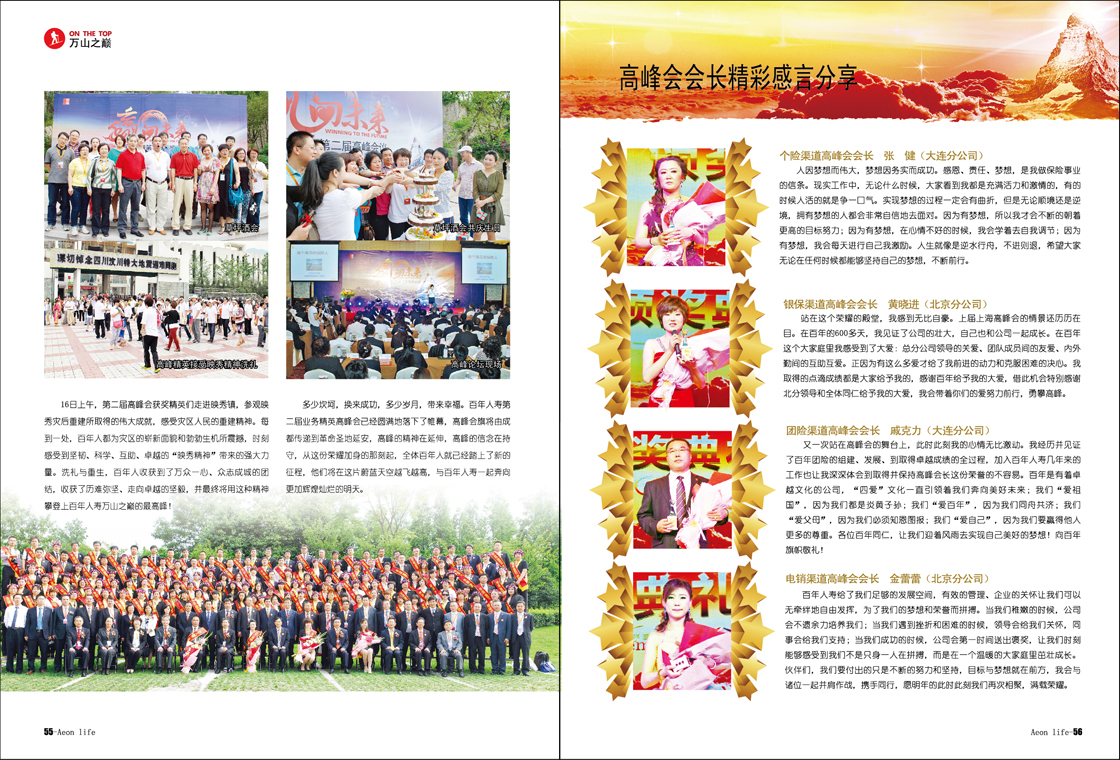 ON THE TOP
万山之巅
赢向未来
草坪酒会
向未来
WINNING TO THE FUTURE
第二届高峰会议
草坪酒会共庆生日
深切悼念四川汶川特大地震遇难同胞
高峰精英接受映秀精神洗礼
高峰论坛现场
16日上午，第二届高峰会获奖精英们走进映秀镇，参观映
秀灾后重建所取得的伟大成就，感受灾区人民的重建精神。每
到一处，百年人都为灾区的崭新面貌和勃勃生机所震撼，时刻
感受到坚韧、科学、互助、卓越的“映秀精神”带来的强大力
量。洗礼与重生，百年人收获到了万众一心、众志成城的团
结，收获了历难弥坚、走向卓越的坚毅，并最终将用这种精神
攀登上百年人寿万山之巅的最高峰！
多少坎坷，换来成功，多少岁月，带来幸福。百年人寿第
二届业务精英高峰会已经圆满地落下了帷幕，高峰会旗将由成
都传递到革命圣地延安，高峰的精神在延伸，高峰的信念在持
守，从这份荣耀加身的那刻起，全体百年人就已经踏上了新的
征程，他们将在这片蔚蓝天空越飞越高，与百年人寿一起奔向
更加辉煌灿烂的明天。
55-Aeon life
高峰会会长精彩感言分享
个险渠道高峰会会长 张 健（大连分公司）
人因梦想而伟大，梦想因务实而成功。感恩、责任、梦想，是我做保险事业
的信条。现实工作中，无论什么时候，大家看到我都是充满活力和激情的，有的
时候人活的就是争一口气。实现梦想的过程一定会有曲折，但是无论顺境还是逆
境，拥有梦想的人都会非常自信地去面对。因为有梦想，所以我才会不断的朝着
更高的目标努力；因为有梦想，在心情不好的时候，我会学着去自我调节；因为
有梦想，我会每天进行自己我激励。人生就像是逆水行舟，不进则退，希望大家
无论在任何时候都能够坚持自己的梦想，不断前行。
银保渠道高峰会会长 黄晓进（北京分公司）
站在这个荣耀的殿堂，我感到无比自豪。上届上海高峰会的情景还历历在
目。在百年的600多天，我见证了公司的壮大，自己也和公司一起成长。在百年
这个大家庭里我感受到了大爱：总分公司领导的关爱、团队成员间的友爱、内外
勤间的互助互爱。正因为有这么多爱才给了我前进的动力和克服困难的决心。我
取得的点滴成绩都是大家给予我的，感谢百年给予我的大爱，借此机会特别感谢
北分领导和全体同仁给予我的大爱，我会带着你们的爱努力前行，勇攀高峰。
团险渠道高峰会会长 戚克力（大连分公司）
又一次站在高峰会的舞台上，此时此刻我的心情无比激动。我经历并见证
了百年团险的组建、发展、到取得卓越成绩的全过程，加入百年人寿几年来的
工作也让我深深体会到取得并保持高峰会长这份荣誉的不容易。百年是有着卓
越文化的公司，“四爱”文化一直引领着我们奔向美好未来；我们“爱祖
国”，因为我们都是炎黄子孙；我们“爱百年”，因为我们同舟共济；我们
“爱父母”，因为我们必须知恩图报；我们“爱自己”，因为我们要赢得他人
更多的尊重。各位百年同仁，让我们迎着风雨去实现自己美好的梦想！向百年
旗帜敬礼！
电销渠道高峰会会长 金蕾蕾（北京分公司）
百年人寿给了我们足够的发展空间，有效的管理、企业的关怀让我们可以
无牵绊地自由发挥，为了我们的梦想和荣誉而拼搏。当我们稚嫩的时候，公司
会不遗余力培养我们；当我们遇到挫折和困难的时候，领导会给我们关怀，同
事会给我们支持；当我们成功的时候，公司会第一时间送出褒奖，让我们时刻
能够感受到我们不是只身一人在拼搏，而是在一个温暖的大家庭里茁壮成长。
伙伴们，我们要付出的只是不断的努力和坚持，目标与梦想就在前方，我会与
诸位一起并肩作战，携手同行，愿明年的此时此刻我们再次相聚，满载荣耀。
Aeon life-56